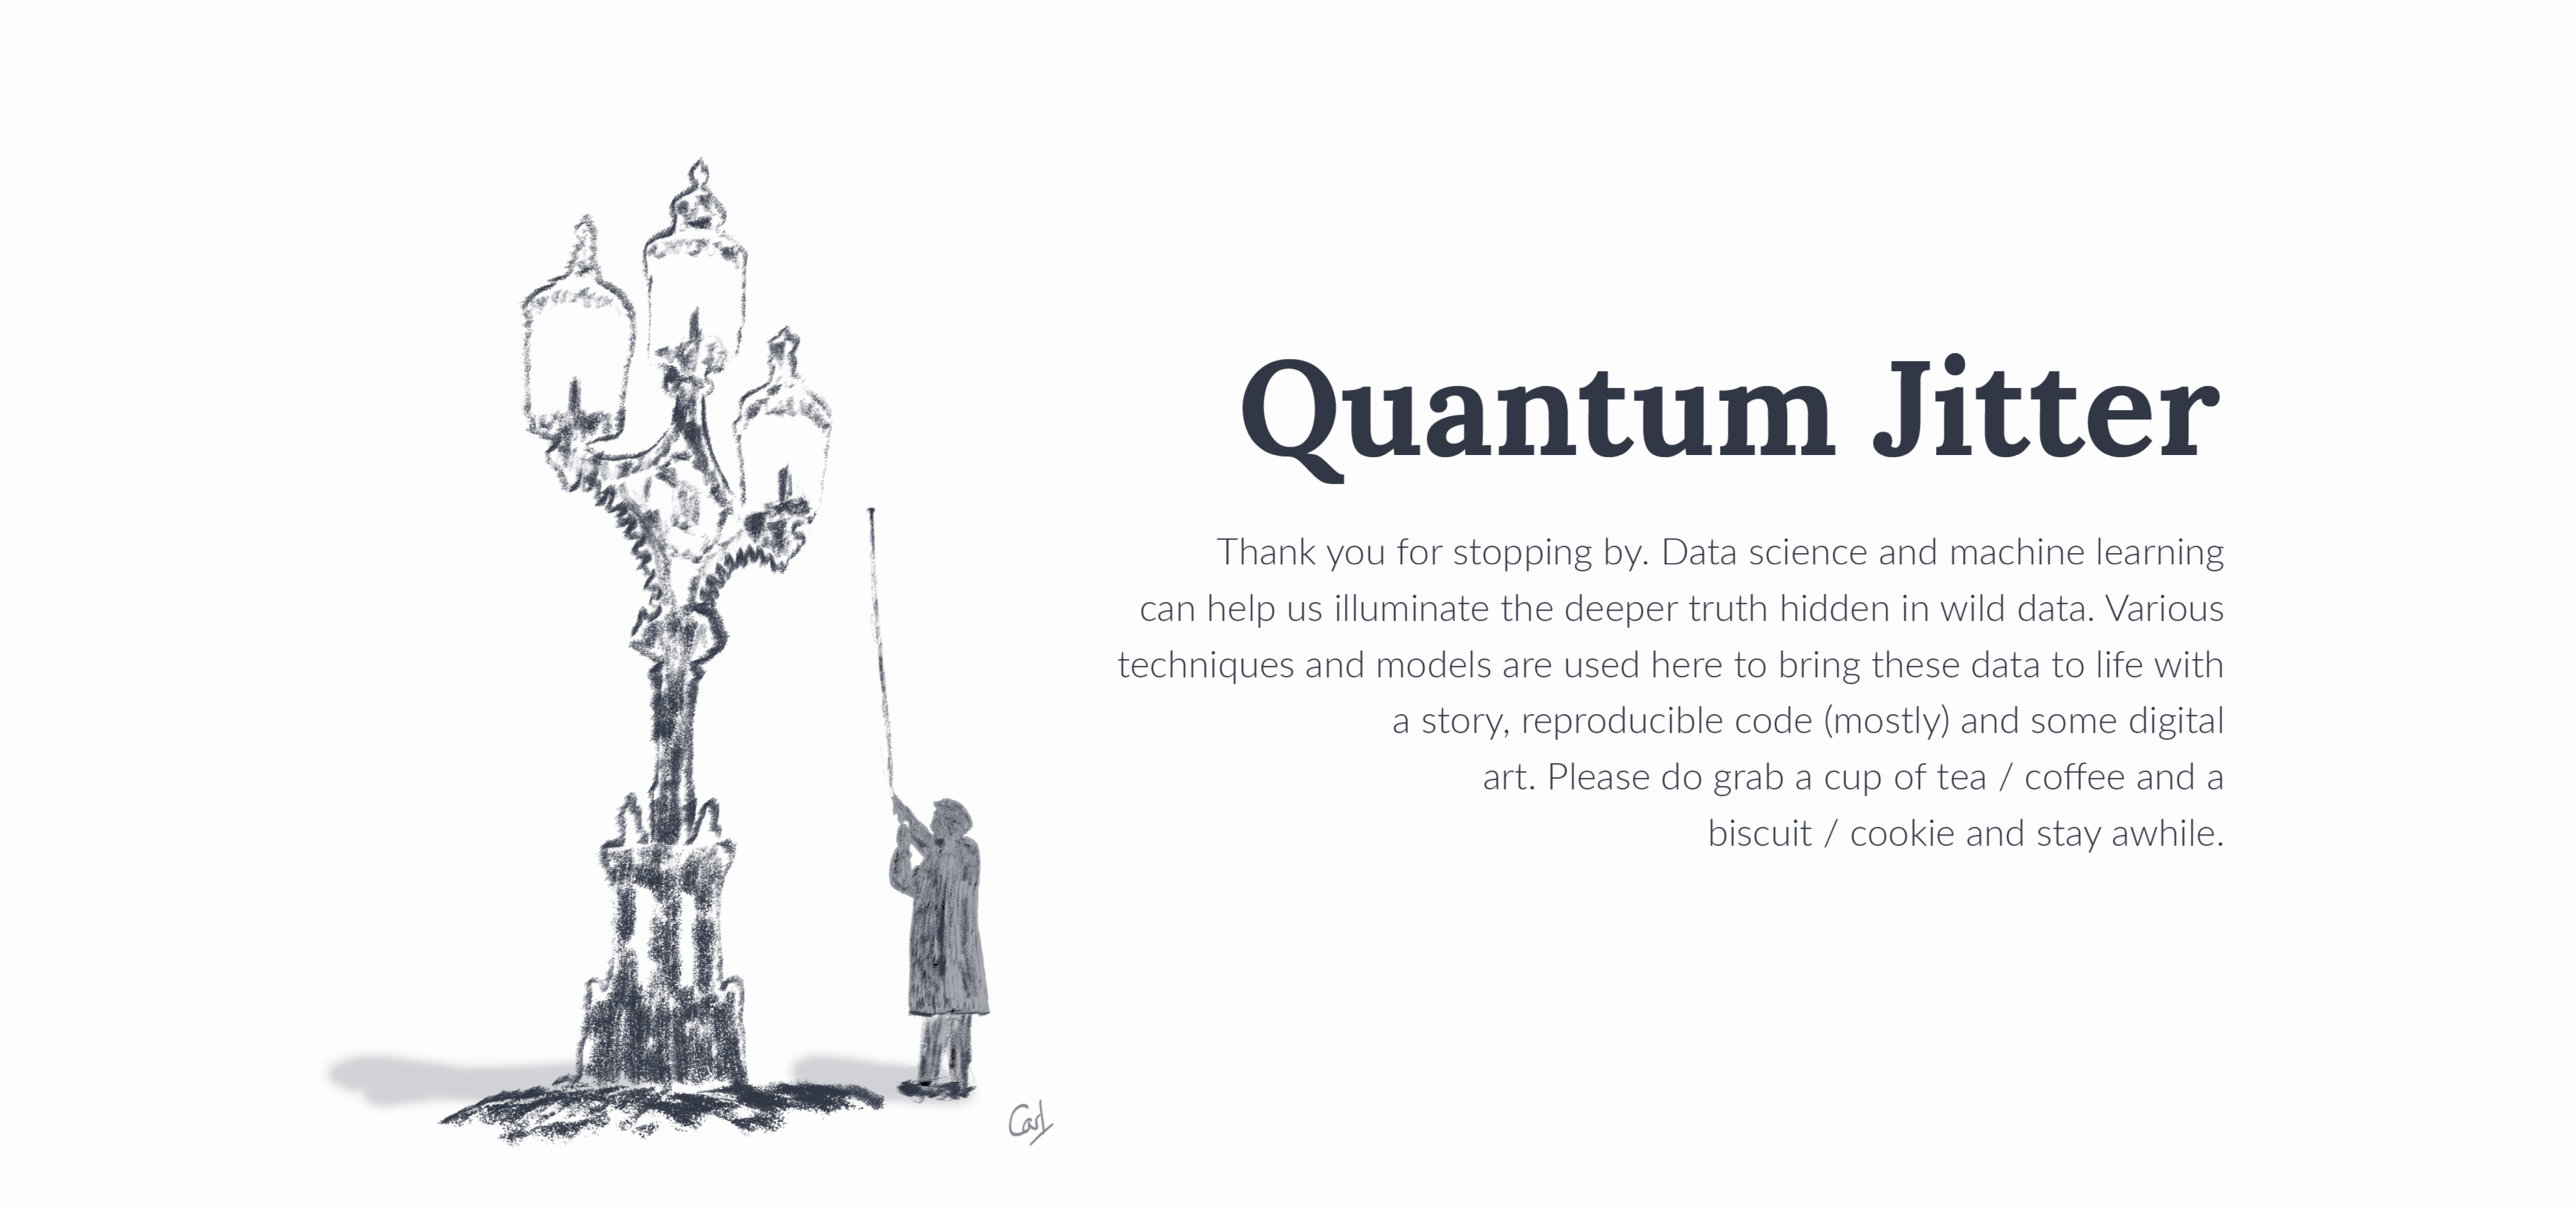 Quantum Jitter
Thank you for stopping by. Data science and machine learning
can help us illuminate the deeper truth hidden in wild data. Various
techniques and models are used here to bring these data to life with
a story, reproducible code (mostly) and some digital
art. Please do grab a cup of tea / coffee and a
biscuit / cookie and stay awhile.
Carl